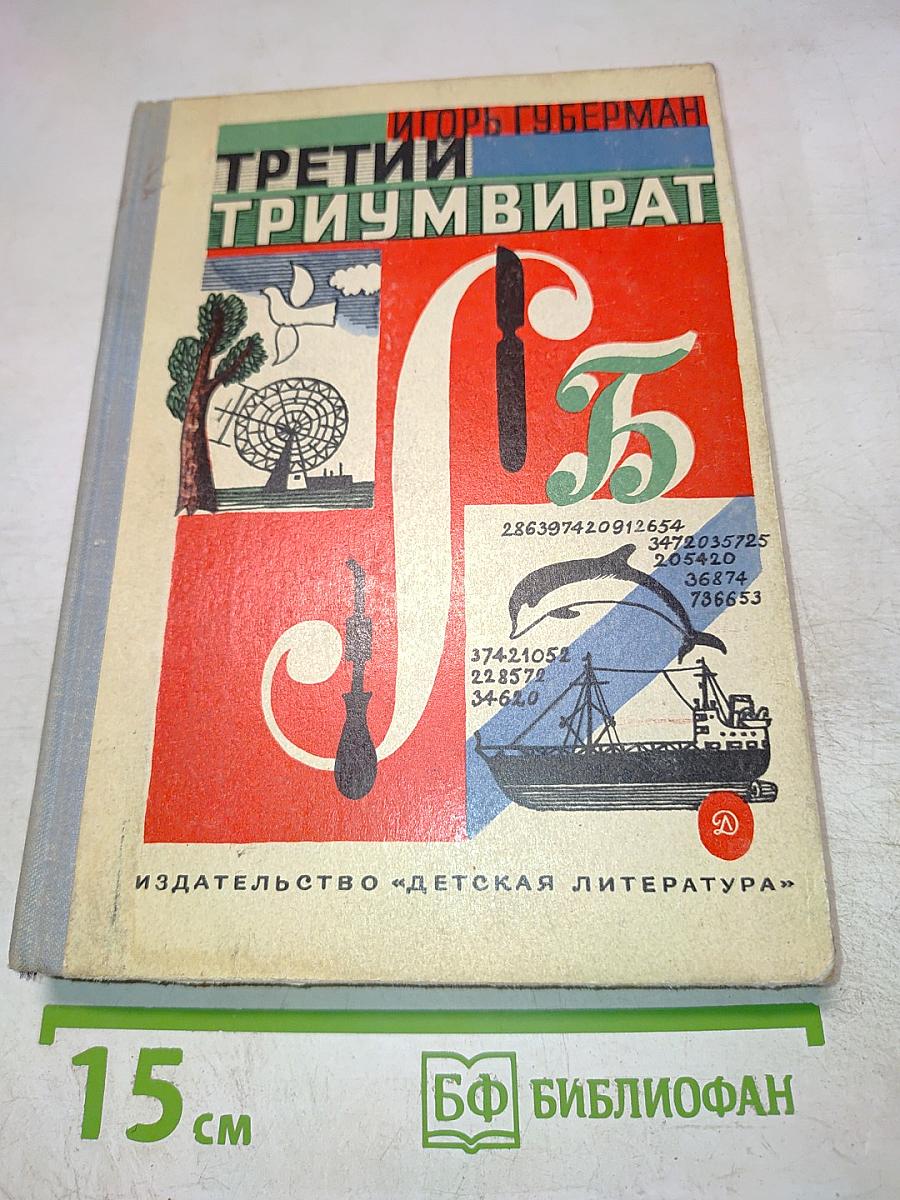 ИГОРЬ ГУБЕРМАН
ТРЕТИЙ
ТРИУМВИРАТ
Б
286397420912654
3472035725
205420
36874
736653
37421052
228572
34620
Д
ИЗДАТЕЛЬСТВО «ДЕТСКАЯ ЛИТЕРАТУРА»
15 см
БФ БИБЛИОФАН